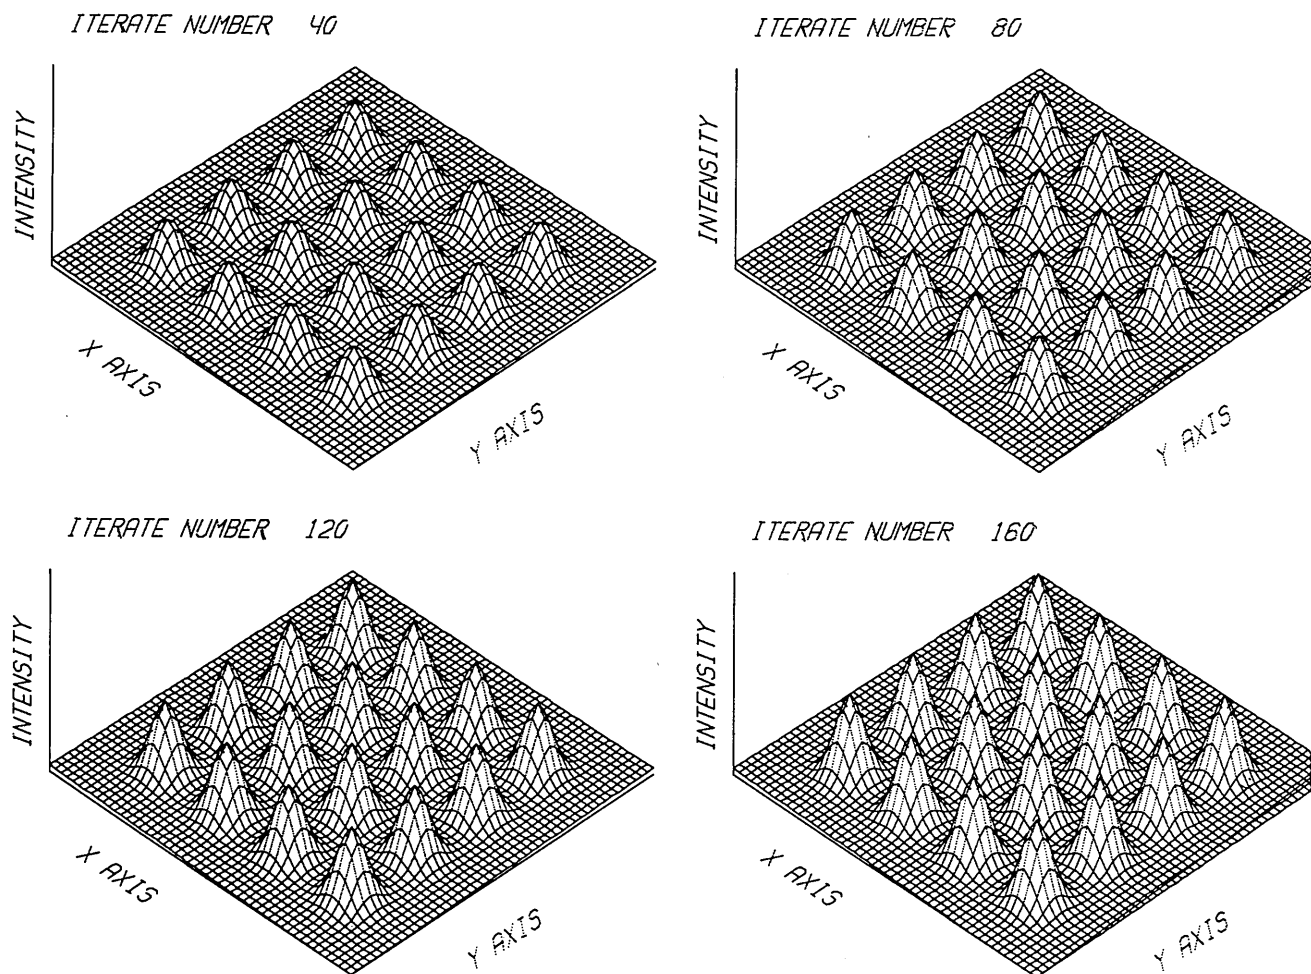 ITERATE NUMBER 40
INTENSITY
X AXIS
Y AXIS
ITERATE NUMBER 80
INTENSITY
X AXIS
Y AXIS
ITERATE NUMBER 120
INTENSITY
X AXIS
Y AXIS
ITERATE NUMBER 160
INTENSITY
X AXIS
Y AXIS